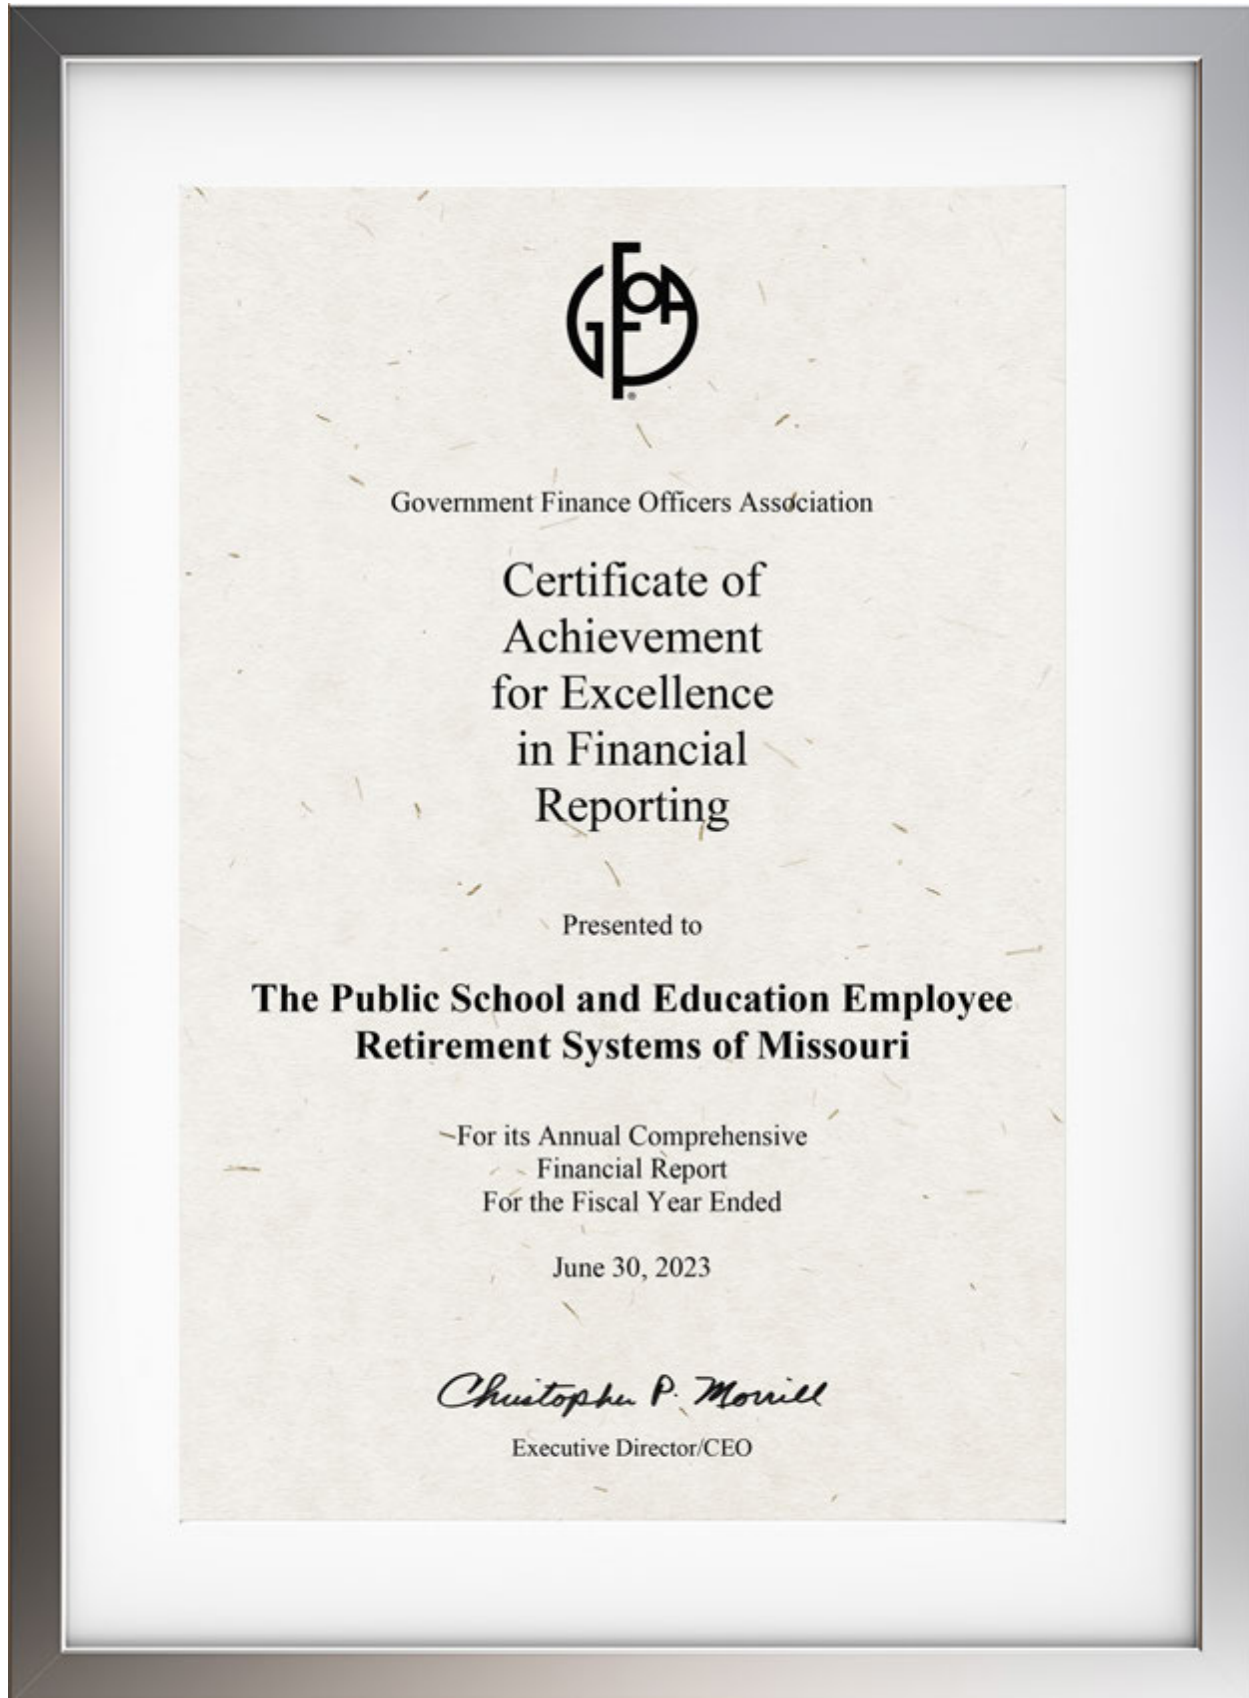 GFOA
®
Government Finance Officers Association
Certificate of
Achievement
for Excellence
in Financial
Reporting
Presented to
The Public School and Education Employee
Retirement Systems of Missouri
For its Annual Comprehensive
Financial Report
For the Fiscal Year Ended
June 30, 2023
Christopher P. Morrill
Executive Director/CEO